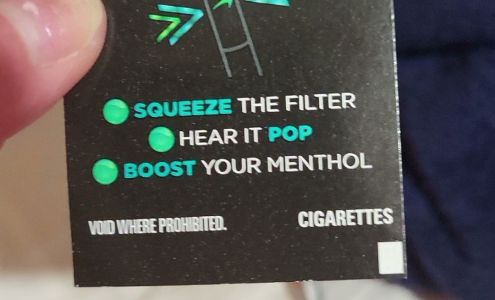 SQUEEZE THE FILTER
HEAR IT POP
BOOST YOUR MENTHOL
VOID WHERE PROHIBITED. CIGARETTES